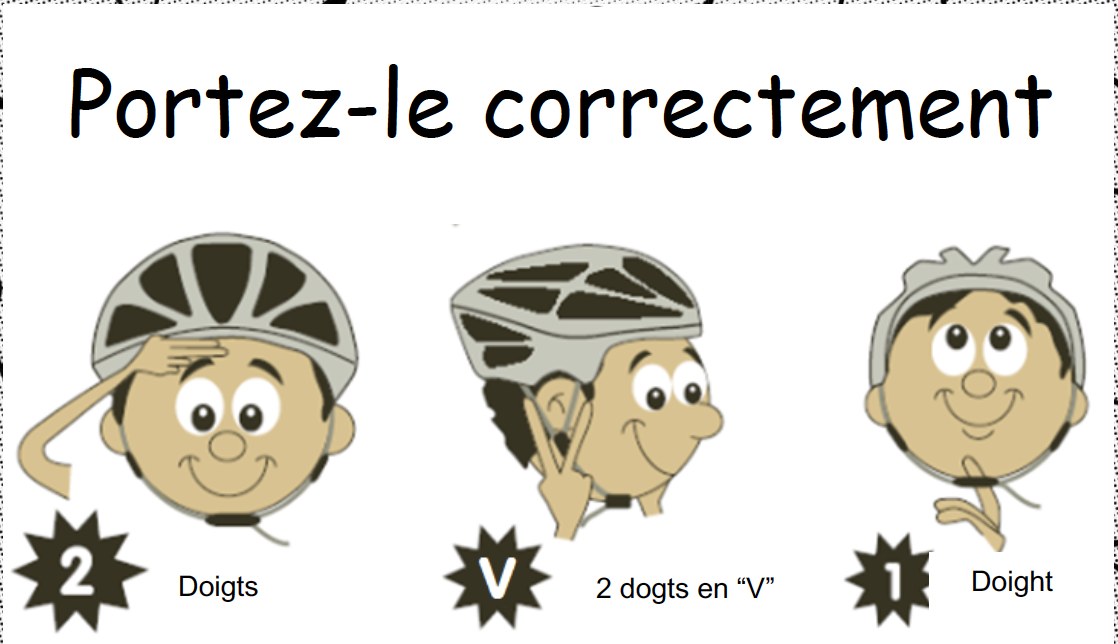 Portez-le correctement
2 Doigts
V 2 dogts en “V”
1 Doight